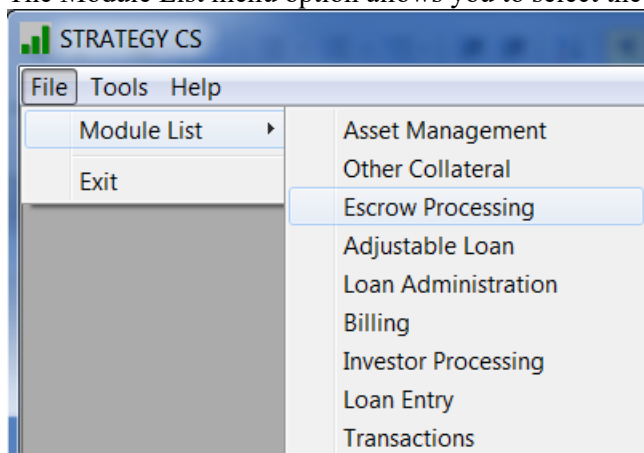 The Module List menu option allows you to select the
STRATEGY CS
File Tools Help
Module List
Exit
Asset Management
Other Collateral
Escrow Processing
Adjustable Loan
Loan Administration
Billing
Investor Processing
Loan Entry
Transactions